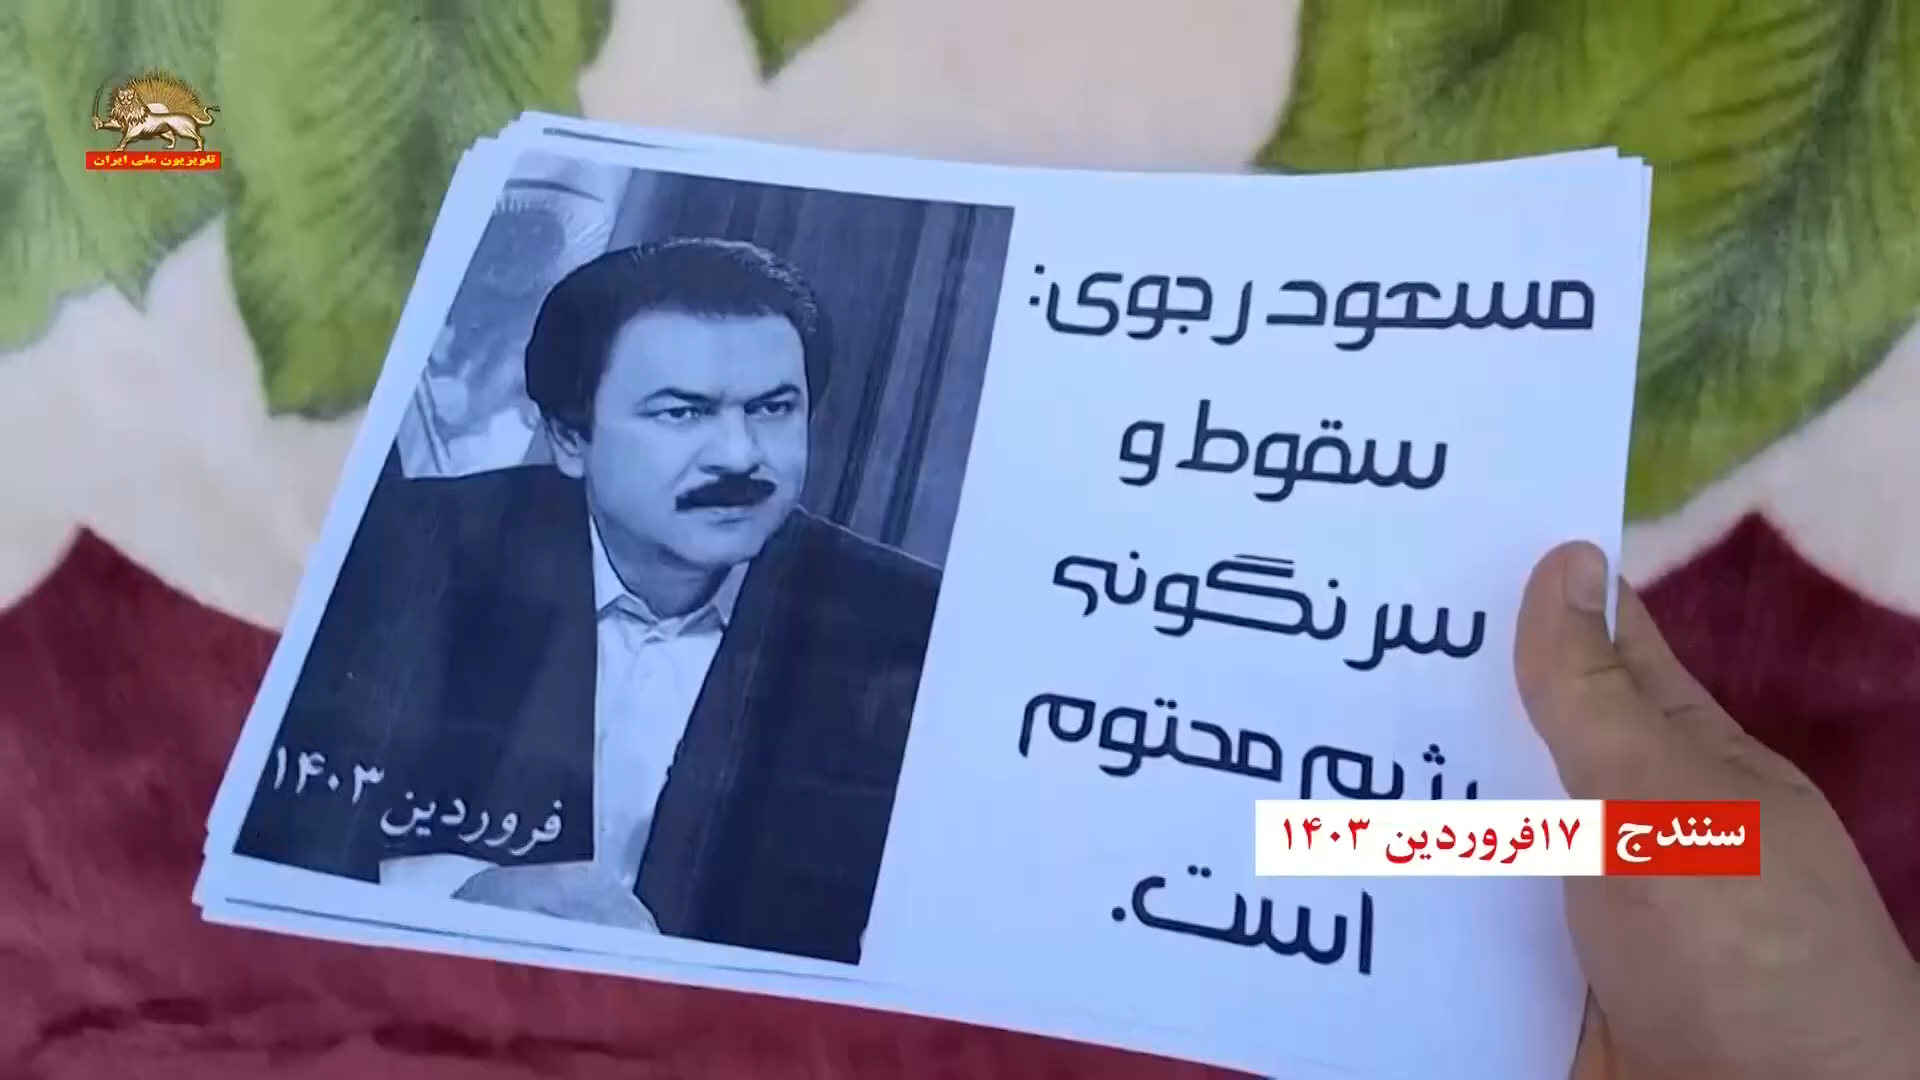 تلویزیون ملی ایران
مسعود رجوی:
سقوط و
سرنگونی
رژیم محتوم
است.
فروردین ۱۴۰۳
سنندج
۱۷فروردین ۱۴۰۳